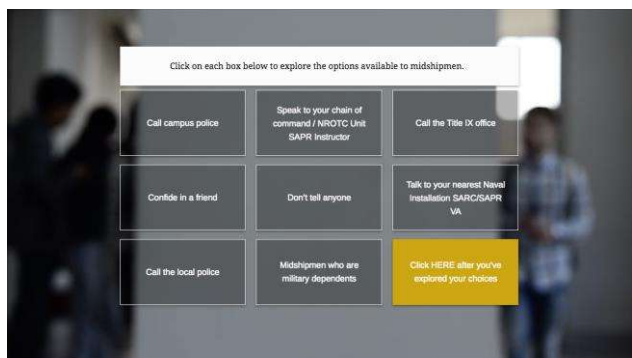 Click on each box below to explore the options available to midshipmen.
Call campus police
Speak to your chain of
command / NROTC Unit
SAPR Instructor
Call the Title IX office
Confide in a friend
Don't tell anyone
Talk to your nearest Naval
Installation SARC/SAPR
VA
Call the local police
Midshipmen who are
military dependents
Click HERE after you've
explored your choices